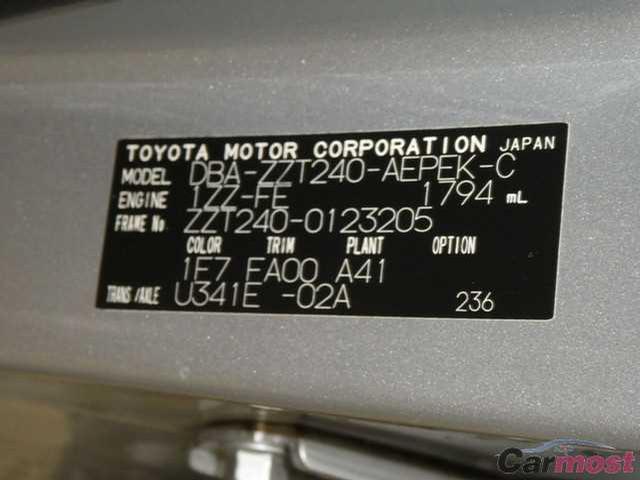 TOYOTA MOTOR CORPORATION JAPAN
MODEL DBA-ZZT240-AEPEK-C
ENGINE 1ZZ-FE 1794 mL
FRAME No ZZT240-0123205
COLOR TRIM PLANT OPTION
1E7 FA00 A41
TRANS/AXLE U341E -02A 236
Carmost